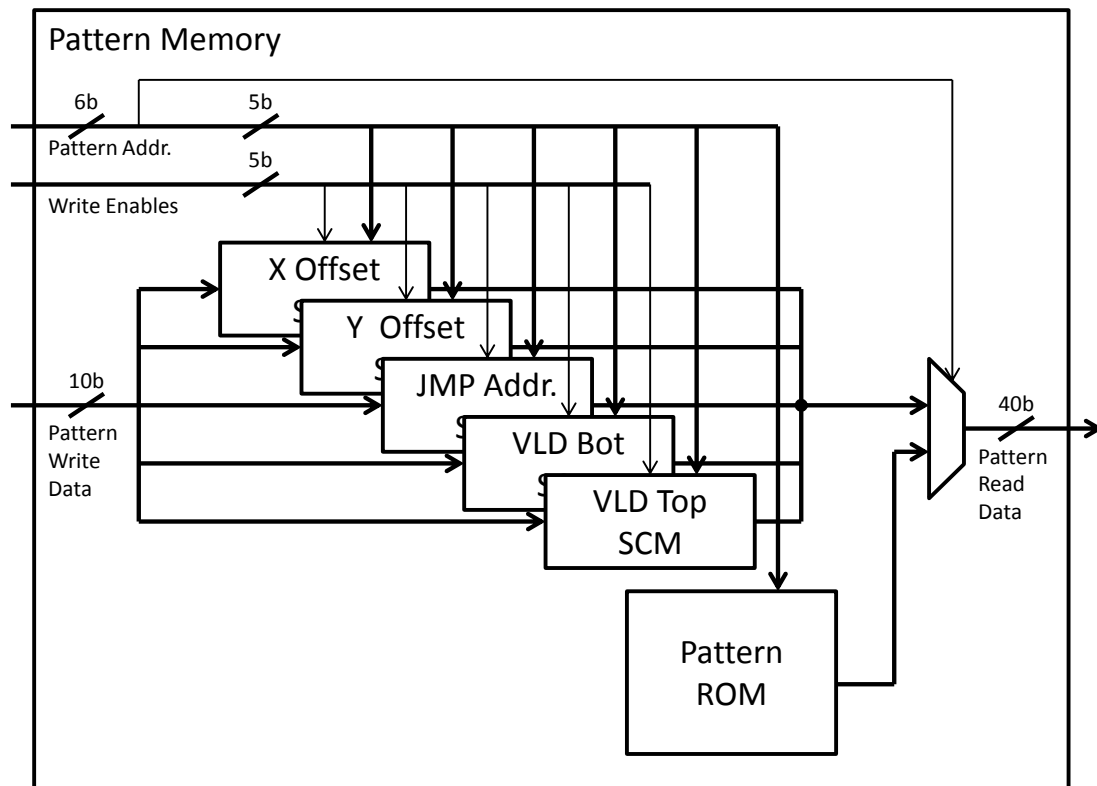 Pattern Memory
6b
5b
Pattern Addr.
5b
Write Enables
X Offset
S
Y Offset
S
JMP Addr.
S
10b
40b
Pattern
Write
Data
VLD Bot
S
Pattern
Read
Data
VLD Top
SCM
Pattern
ROM